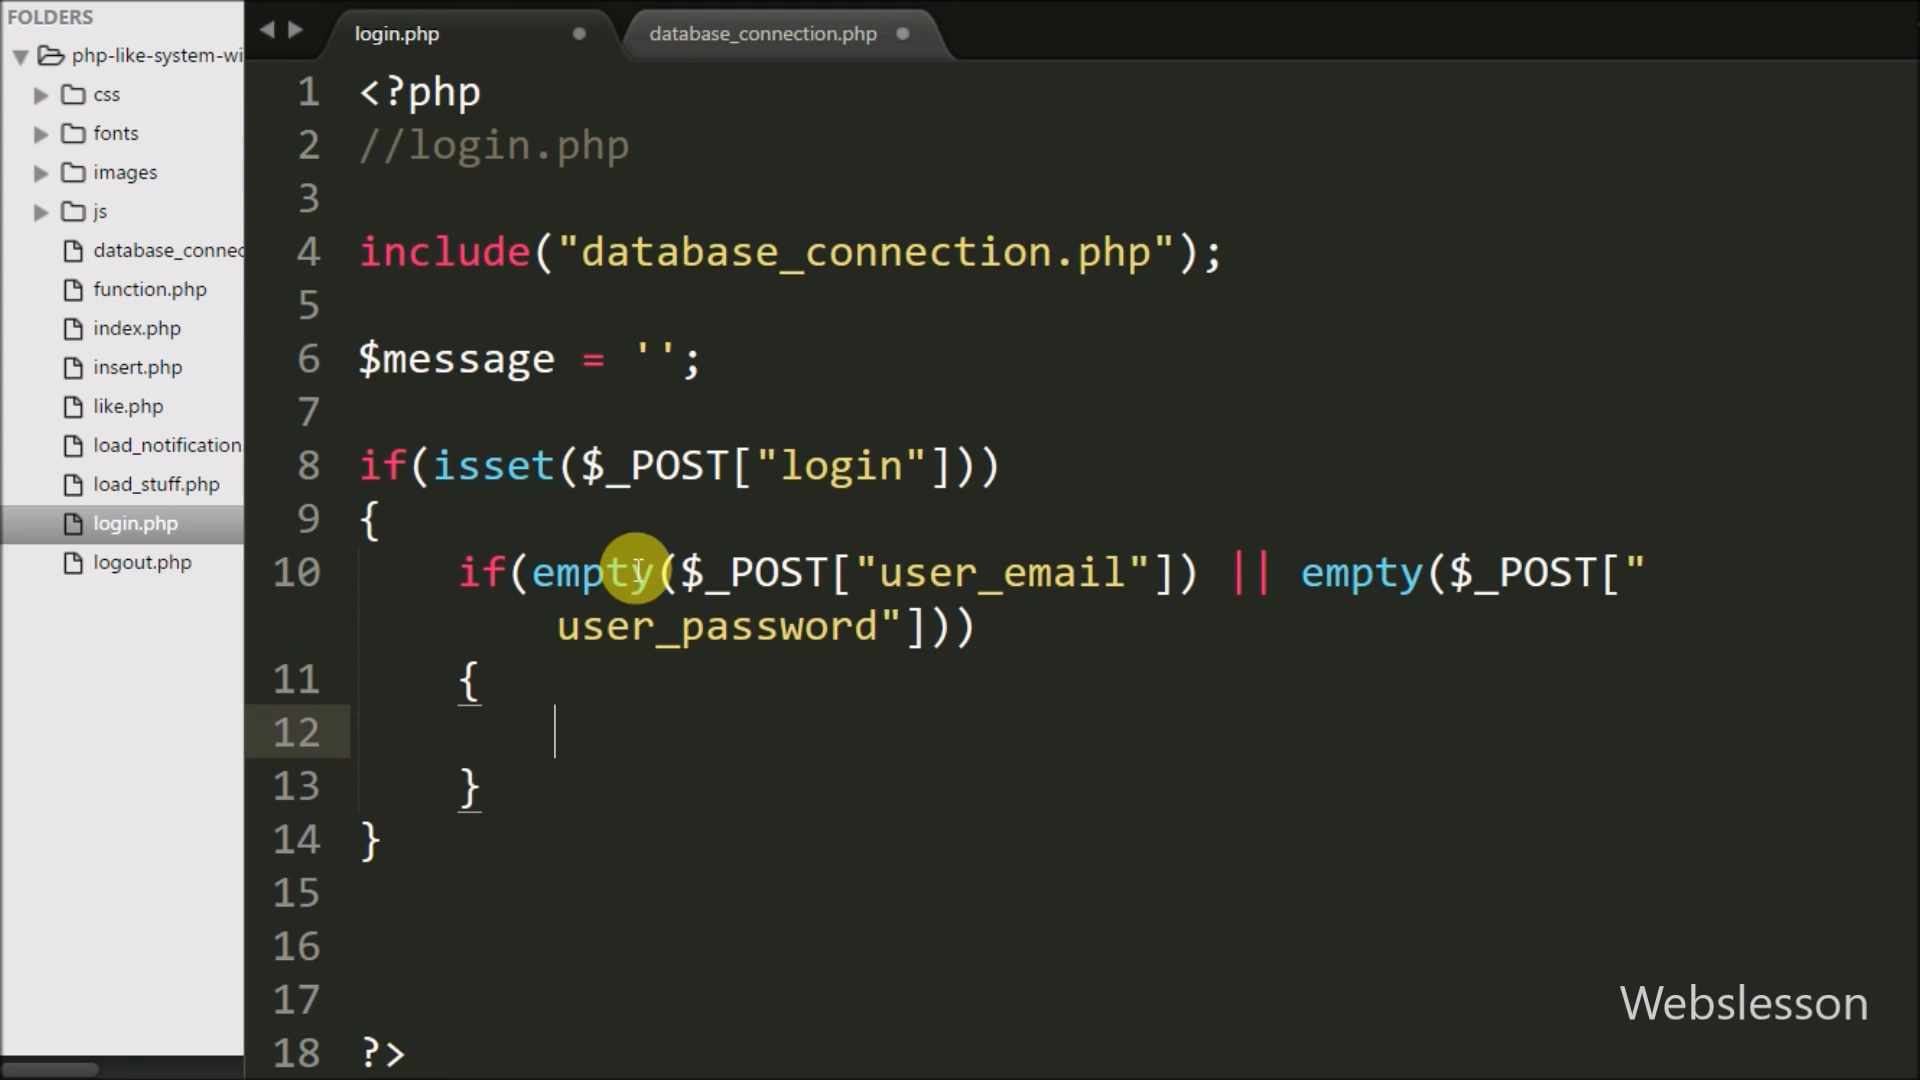 FOLDERS
php-like-system-wi
css
fonts
images
js
database_connec
function.php
index.php
insert.php
like.php
load_notification.
load_stuff.php
login.php
logout.php
login.php
database_connection.php
1 <?php
2 //login.php
3
4 include("database_connection.php");
5
6 $message = '';
7
8 if(isset($_POST["login"]))
9 {
10 if(empty($_POST["user_email"]) || empty($_POST["
user_password"]))
11 {
12
13 }
14 }
15
16
17
18 ?>
Webslesson